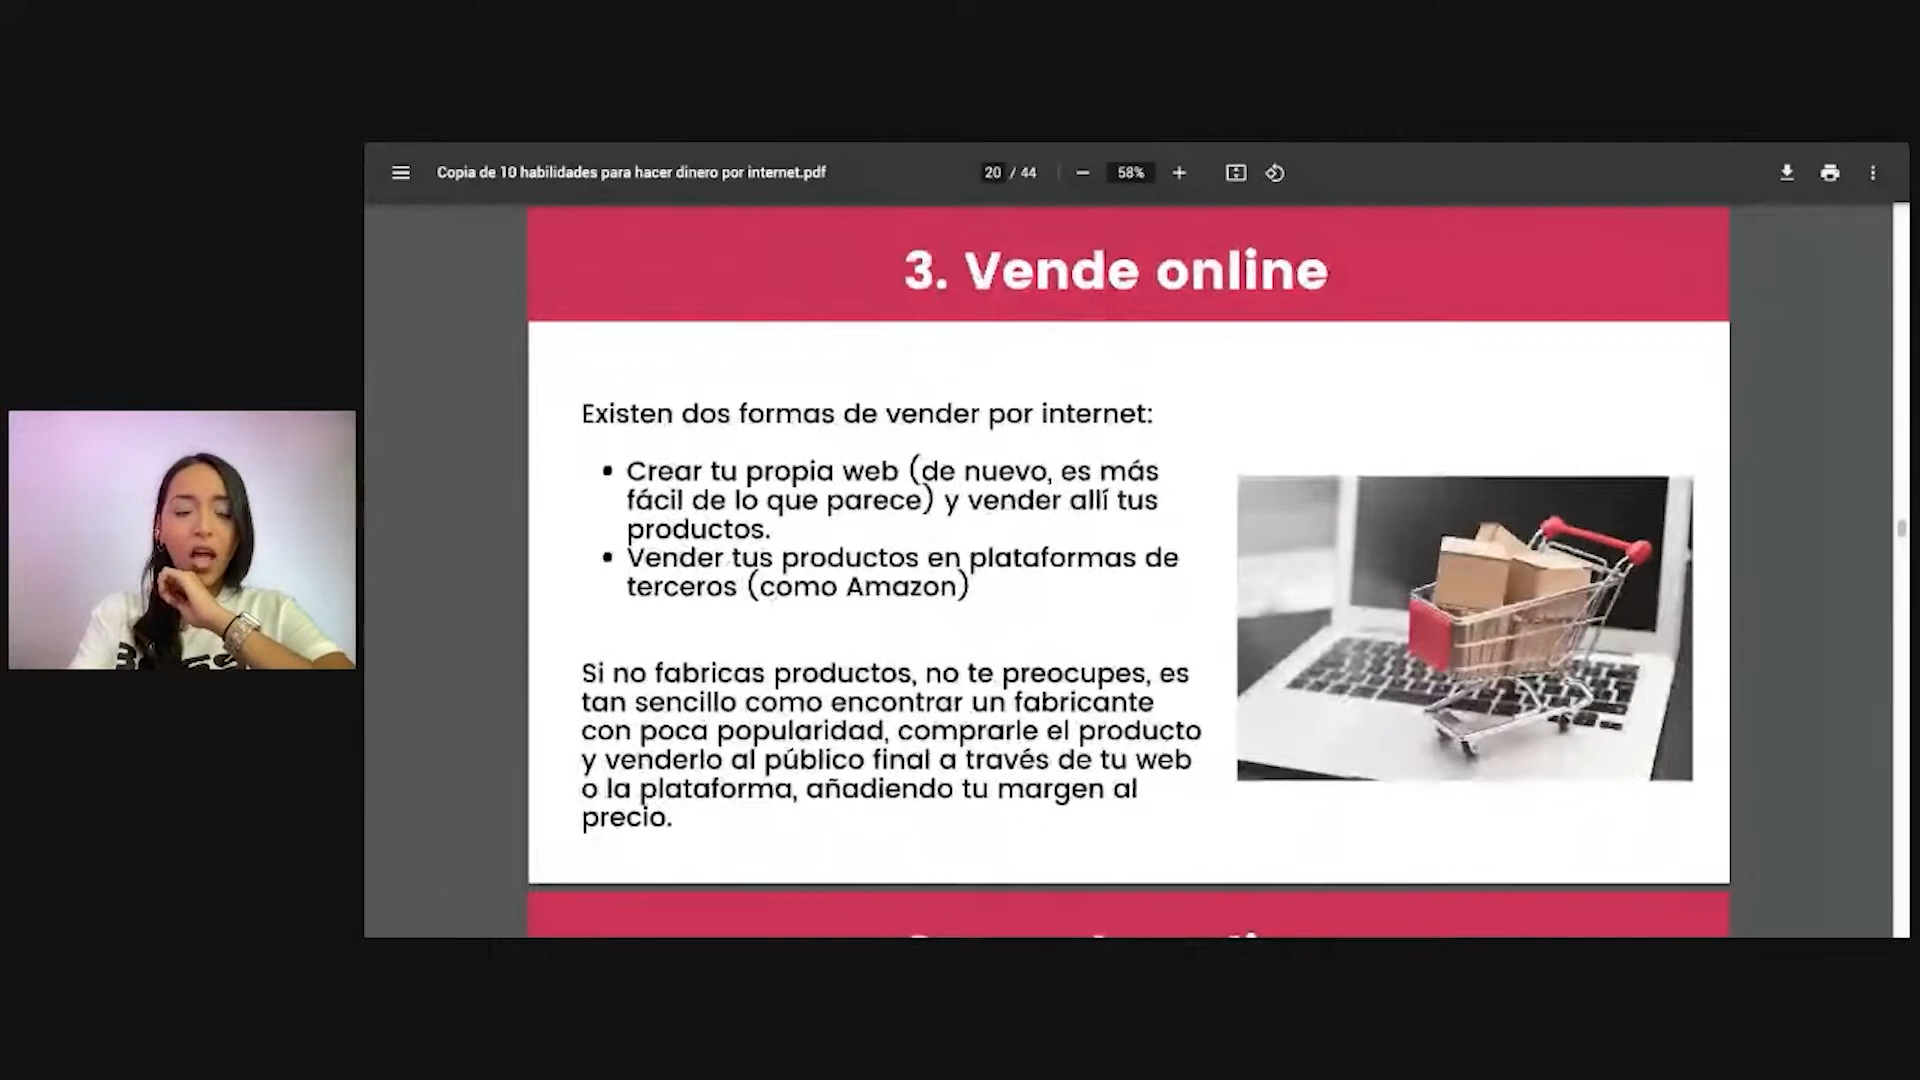 Copia de 10 habilidades para hacer dinero por internet.pdf
20 / 44
58%
3. Vende online
Existen dos formas de vender por internet:
• Crear tu propia web (de nuevo, es más
fácil de lo que parece) y vender allí tus
productos.
• Vender tus productos en plataformas de
terceros (como Amazon)
Si no fabricas productos, no te preocupes, es
tan sencillo como encontrar un fabricante
con poca popularidad, comprarle el producto
y venderlo al público final a través de tu web
o la plataforma, añadiendo tu margen al
precio.